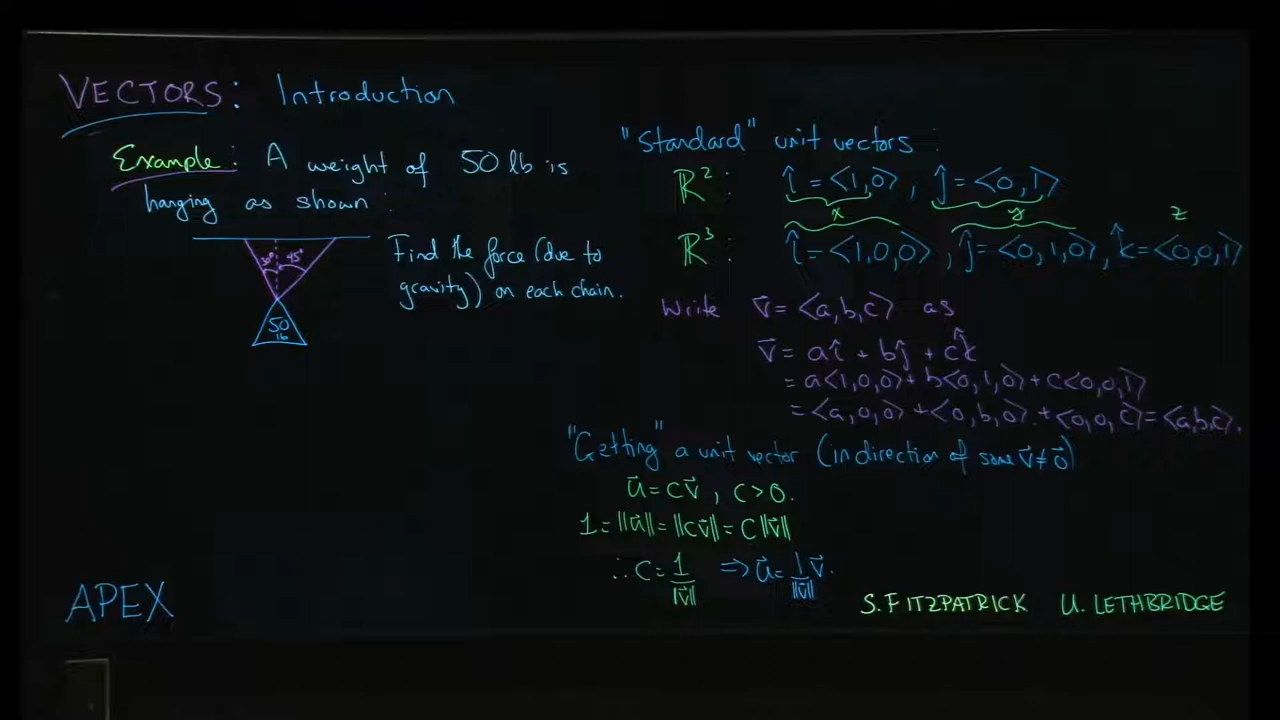 VECTORS: Introduction
Example: A weight of 50 lb is
hanging as shown:
30° 45°
50
lb
Find the force (due to
gravity) on each chain.
"Standard" unit vectors:
ℝ²: î = <1,0>, ĵ = <0,1>
x y z
ℝ³: î = <1,0,0>, ĵ = <0,1,0>, k̂ = <0,0,1>
Write v⃗ = <a,b,c> as
v⃗ = aî + bĵ + ck̂
= a<1,0,0> + b<0,1,0> + c<0,0,1>
= <a,0,0> + <0,b,0> + <0,0,c> = <a,b,c>.
"Getting" a unit vector (in direction of some v⃗ ≠ 0⃗)
u⃗ = cv⃗, c > 0.
1 = ||u⃗|| = ||cv⃗|| = c||v⃗||
∴ c = 1/||v⃗|| ⇒ u⃗ = 1/||v⃗|| v⃗.
APEX
S. FITZPATRICK U. LETHBRIDGE